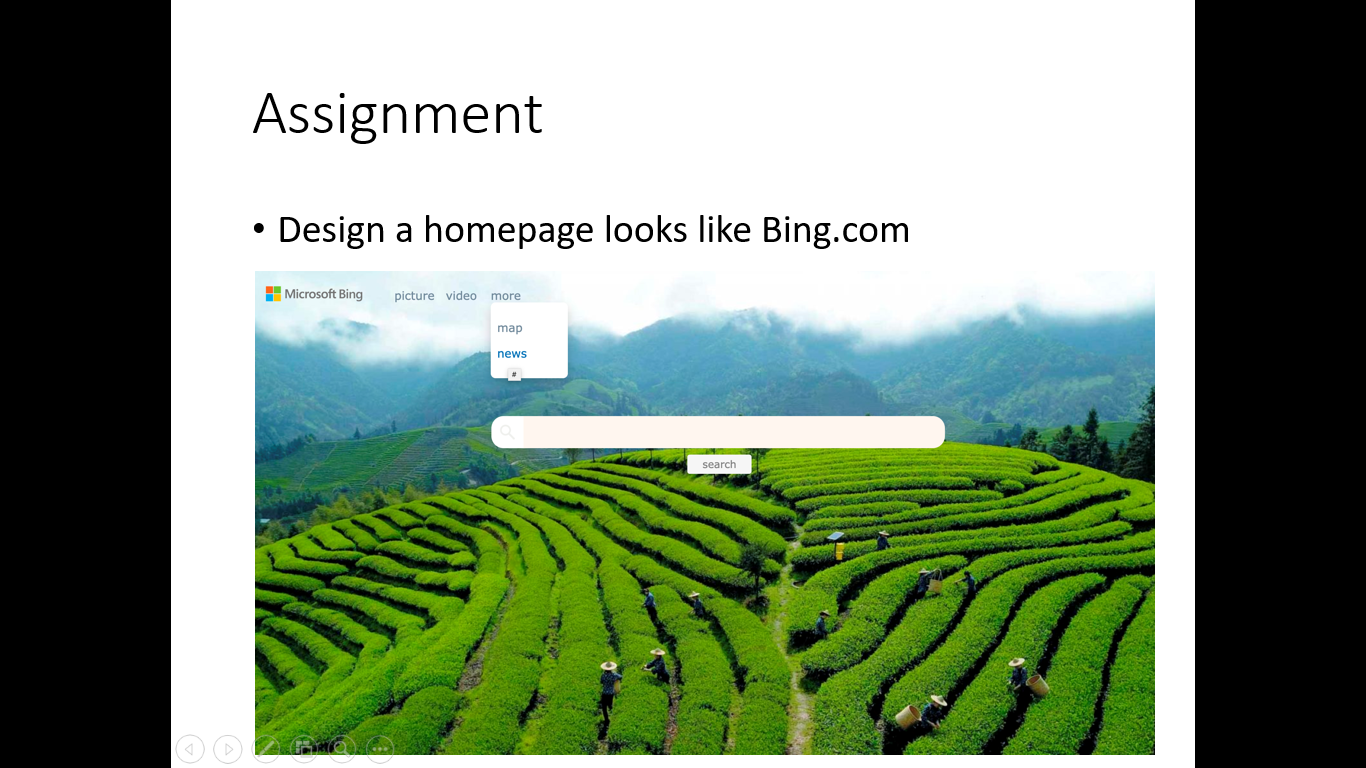 Assignment
• Design a homepage looks like Bing.com
Microsoft Bing picture video more
map
news
#
search